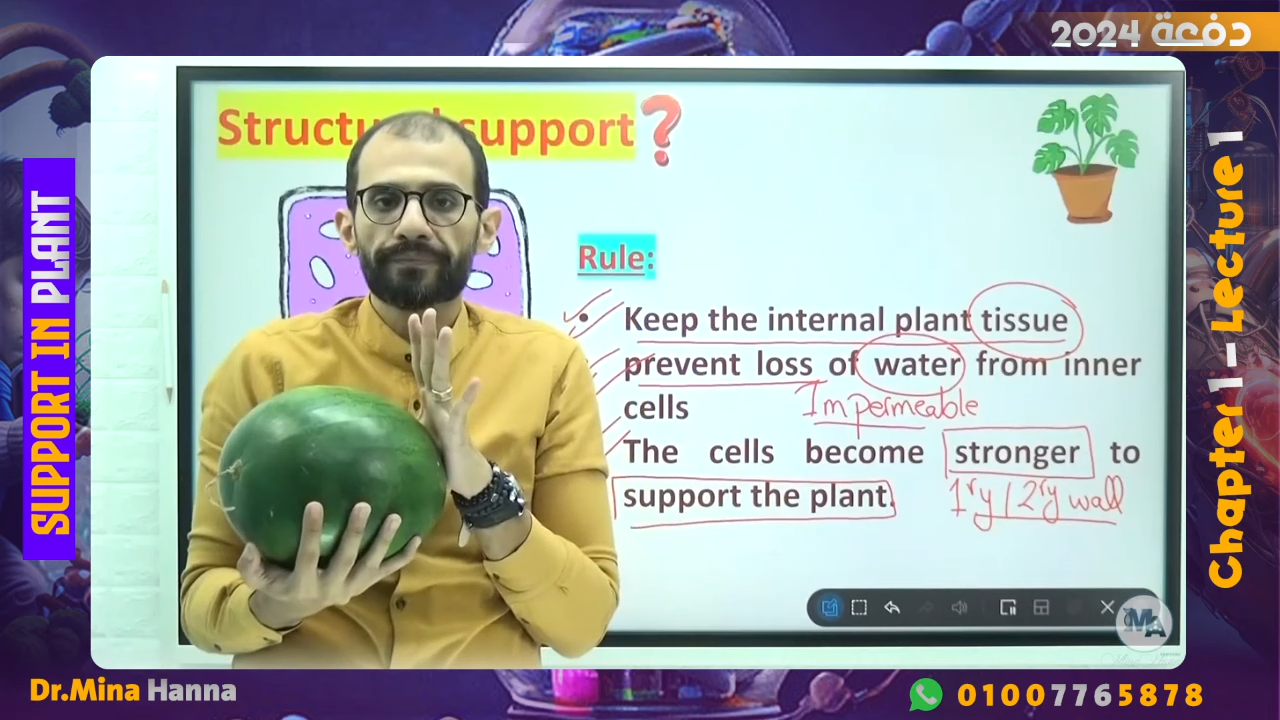 دفعة 2024
Structural support?
Rule:
• Keep the internal plant tissue
prevent loss of water from inner
cells
Impermeable
The cells become stronger to
support the plant.
1ry / 2ry wall
MA
SUPPORT IN PLANT
Chapter 1 - Lecture 1
Dr.Mina Hanna
01007765878